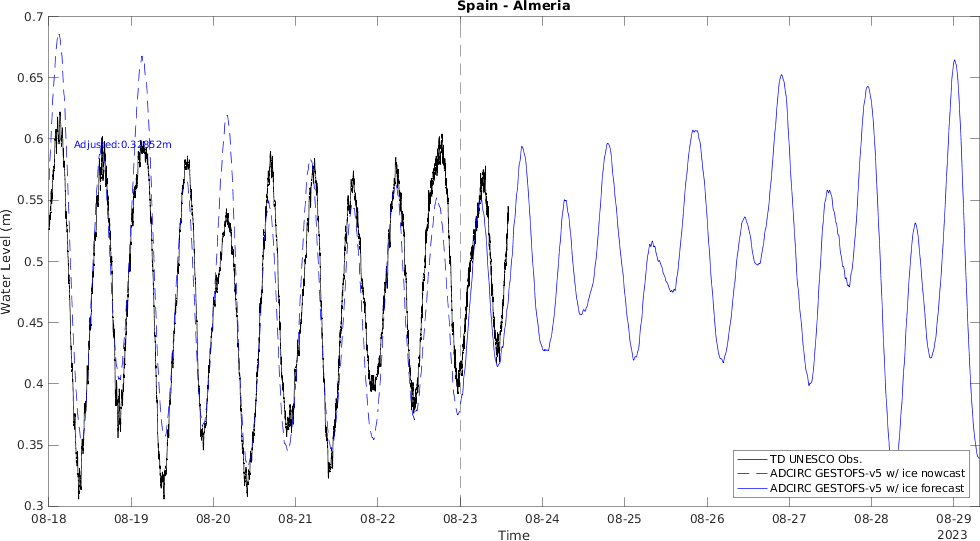 Spain - Almeria
0.7
0.65
0.6
0.55
0.5
0.45
0.4
0.35
0.3
Water Level (m)
Adjusted:0.32852m
TD UNESCO Obs.
ADCIRC GESTOFS-v5 w/ ice nowcast
ADCIRC GESTOFS-v5 w/ ice forecast
08-18 08-19 08-20 08-21 08-22 08-23 08-24 08-25 08-26 08-27 08-28 08-29
2023
Time